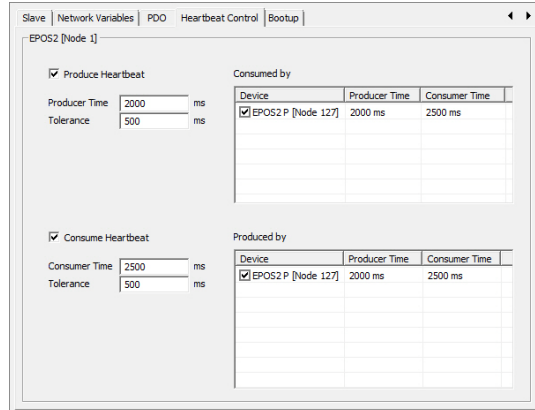 Slave Network Variables PDO Heartbeat Control Bootup
EPOS2 [Node 1]
Produce Heartbeat
Producer Time 2000 ms
Tolerance 500 ms
Consumed by
Device Producer Time Consumer Time
EPOS2 P [Node 127] 2000 ms 2500 ms
Consume Heartbeat
Consumer Time 2500 ms
Tolerance 500 ms
Produced by
Device Producer Time Consumer Time
EPOS2 P [Node 127] 2000 ms 2500 ms